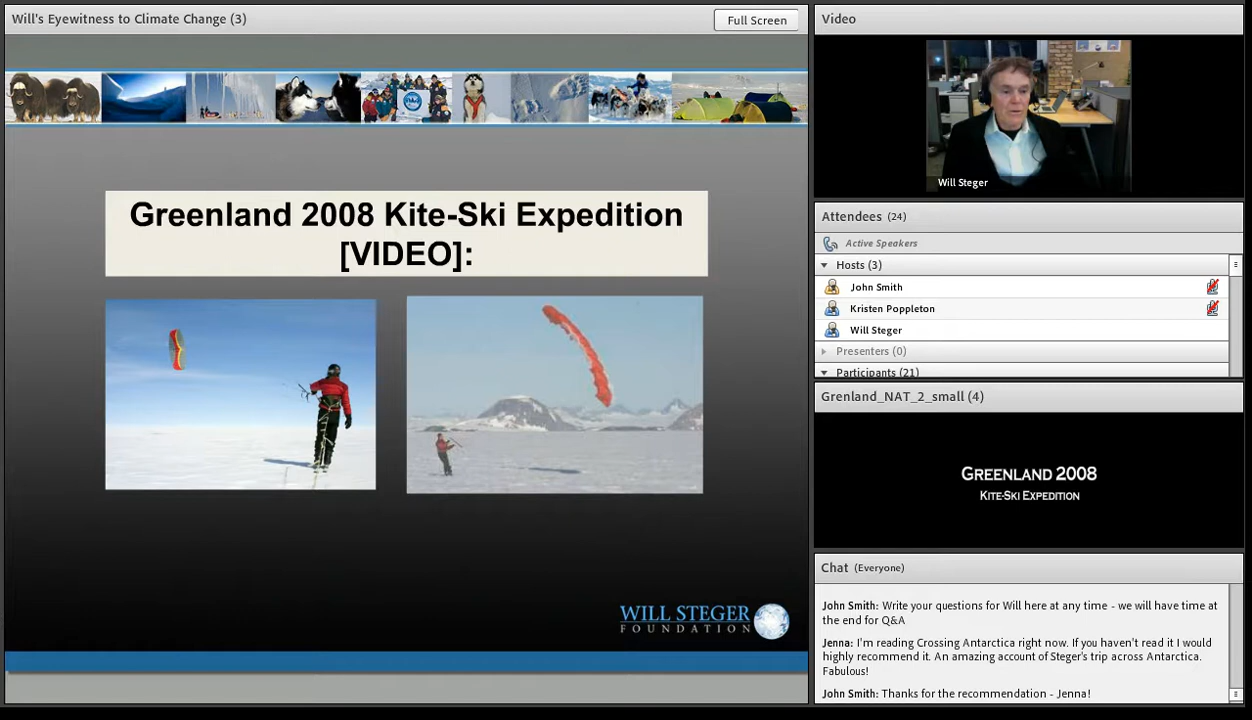 Will's Eyewitness to Climate Change (3)
Full Screen
Greenland 2008 Kite-Ski Expedition
[VIDEO]:
WILL STEGER
FOUNDATION
Video
Will Steger
Attendees (24)
Active Speakers
Hosts (3)
John Smith
Kristen Poppleton
Will Steger
Presenters (0)
Participants (21)
Grenland_NAT_2_small (4)
GREENLAND 2008
KITE-SKI EXPEDITION
Chat (Everyone)
John Smith: Write your questions for Will here at any time - we will have time at
the end for Q&A
Jenna: I'm reading Crossing Antarctica right now. If you haven't read it I would
highly recommend it. An amazing account of Steger's trip across Antarctica.
Fabulous!
John Smith: Thanks for the recommendation - Jenna!